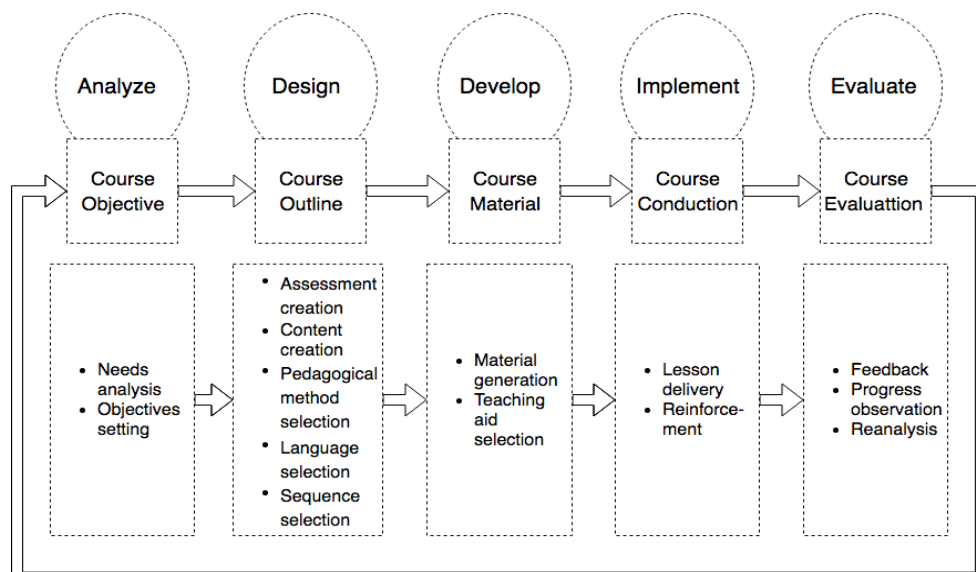 Analyze
Design
Develop
Implement
Evaluate
Course
Objective
Course
Outline
Course
Material
Course
Conduction
Course
Evaluattion
• Needs
analysis
• Objectives
setting
• Assessment
creation
• Content
creation
• Pedagogical
method
selection
• Language
selection
• Sequence
selection
• Material
generation
• Teaching
aid
selection
• Lesson
delivery
• Reinforce-
ment
• Feedback
• Progress
observation
• Reanalysis